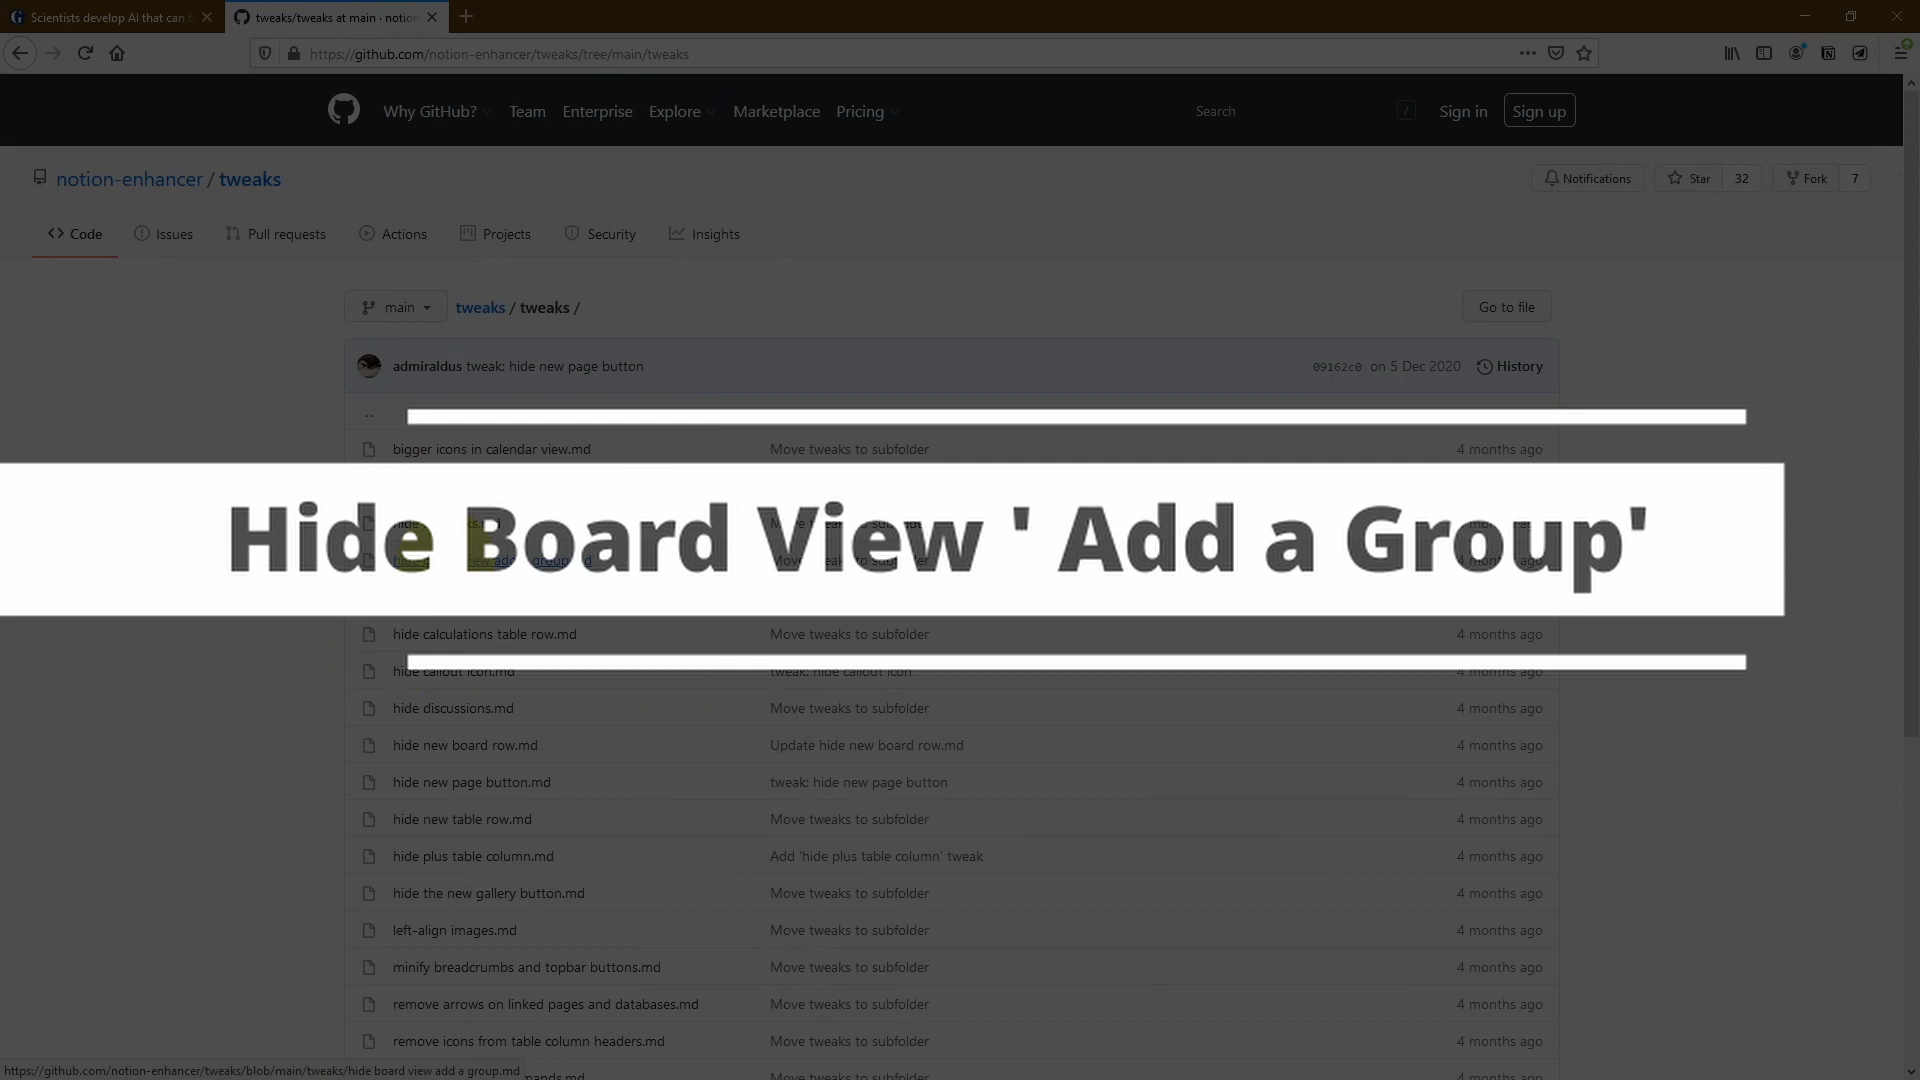 Scientists develop AI that can t
tweaks/tweaks at main · notion
https://github.com/notion-enhancer/tweaks/tree/main/tweaks
Why GitHub? Team Enterprise Explore Marketplace Pricing Search / Sign in Sign up
notion-enhancer / tweaks
Notifications Star 32 Fork 7
Code Issues Pull requests Actions Projects Security Insights
main tweaks / tweaks / Go to file
admiraldus tweak: hide new page button 09162c0 on 5 Dec 2020 History
..
bigger icons in calendar view.md Move tweaks to subfolder 4 months ago
Hide Board View ' Add a Group'
hide calculations table row.md Move tweaks to subfolder 4 months ago
hide callout icon.md tweak: hide callout icon 4 months ago
hide discussions.md Move tweaks to subfolder 4 months ago
hide new board row.md Update hide new board row.md 4 months ago
hide new page button.md tweak: hide new page button 4 months ago
hide new table row.md Move tweaks to subfolder 4 months ago
hide plus table column.md Add 'hide plus table column' tweak 4 months ago
hide the new gallery button.md Move tweaks to subfolder 4 months ago
left-align images.md Move tweaks to subfolder 4 months ago
minify breadcrumbs and topbar buttons.md Move tweaks to subfolder 4 months ago
remove arrows on linked pages and databases.md Move tweaks to subfolder 4 months ago
remove icons from table column headers.md Move tweaks to subfolder 4 months ago
https://github.com/notion-enhancer/tweaks/blob/main/tweaks/hide board view add a group.md